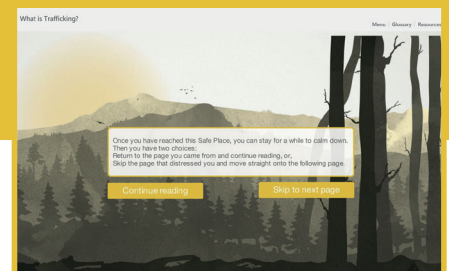 What is Trafficking?
Menu | Glossary | Resources
Once you have reached this Safe Place, you can stay for a while to calm down.
Then you have two choices:
Return to the page you came from and continue reading, or,
Skip the page that distressed you and move straight onto the following page.
Continue reading
Skip to next page